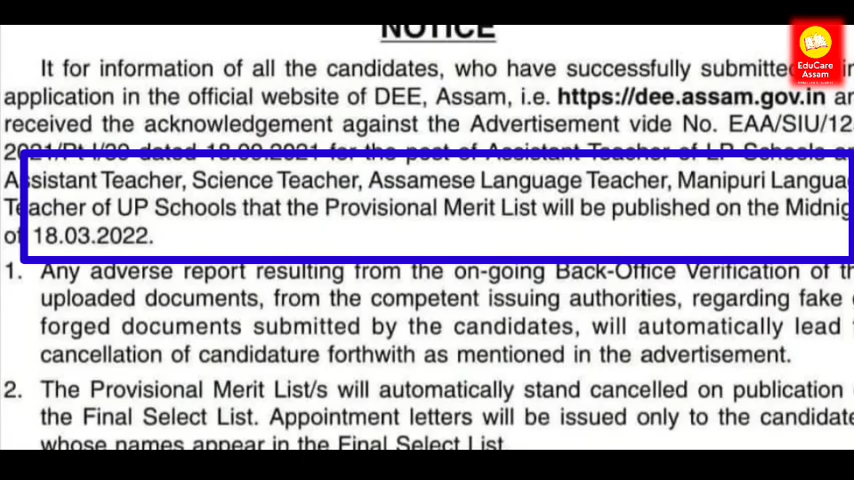 NOTICE
It for information of all the candidates, who have successfully submitted
application in the official website of DEE, Assam, i.e. https://dee.assam.gov.in
received the acknowledgement against the Advertisement vide No. EAA/SIU/12
dated 18.09.2021 for the post of Assistant Teacher of LP Schools
Assistant Teacher, Science Teacher, Assamese Language Teacher, Manipuri Langua
Teacher of UP Schools that the Provisional Merit List will be published on the Midnig
of 18.03.2022.
1. Any adverse report resulting from the on-going Back-Office Verification of th
uploaded documents, from the competent issuing authorities, regarding fake
forged documents submitted by the candidates, will automatically lead
cancellation of candidature forthwith as mentioned in the advertisement.
2. The Provisional Merit List/s will automatically stand cancelled on publication
the Final Select List. Appointment letters will be issued only to the candidate
whose names appear in the Final Select List.
EduCare
Assam